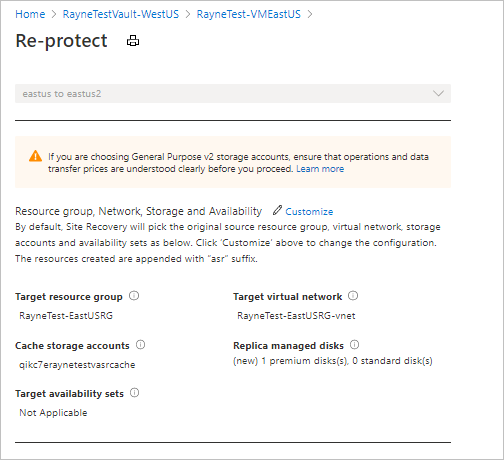 Home > RayneTestVault-WestUS > RayneTest-VMEastUS >
Re-protect
eastus to eastus2
If you are choosing General Purpose v2 storage accounts, ensure that operations and data
transfer prices are understood clearly before you proceed. Learn more
Resource group, Network, Storage and Availability Customize
By default, Site Recovery will pick the original source resource group, virtual network, storage
accounts and availability sets as below. Click 'Customize' above to change the configuration.
The resources created are appended with "asr" suffix.
Target resource group
RayneTest-EastUSRG
Target virtual network
RayneTest-EastUSRG-vnet
Cache storage accounts
qikc7eraynetestvasrcache
Replica managed disks
(new) 1 premium disks(s), 0 standard disk(s)
Target availability sets
Not Applicable